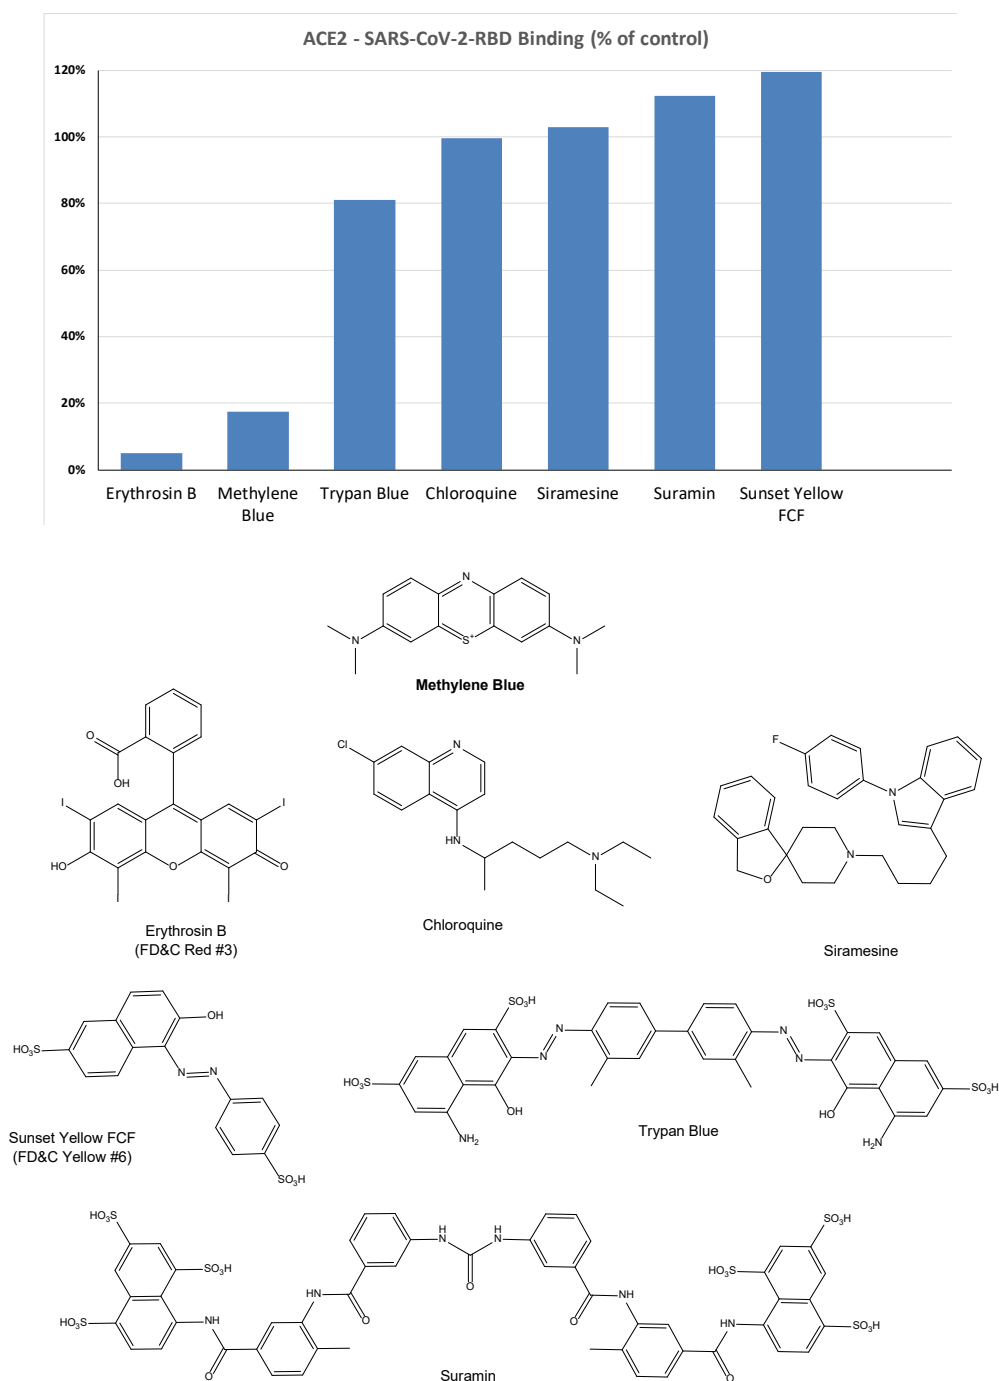 ACE2 - SARS-CoV-2-RBD Binding (% of control)
120%
100%
80%
60%
40%
20%
0%
Erythrosin B
Methylene
Blue
Trypan Blue
Chloroquine
Siramesine
Suramin
Sunset Yellow
FCF
N
N
S+
N
Methylene Blue
O
OH
I
I
HO
O
O
Erythrosin B
(FD&C Red #3)
Cl
N
HN
N
Chloroquine
F
N
N
O
Siramesine
OH
HO3S
N
N
SO3H
Sunset Yellow FCF
(FD&C Yellow #6)
SO3H
HO3S
N
N
N
N
HO3S
SO3H
OH
HO
NH2
H2N
Trypan Blue
HO3S
SO3H
HO3S
NH
O
HN
O
H
N
O
H
N
O
NH
O
NH
HO3S
SO3H
SO3H
Suramin